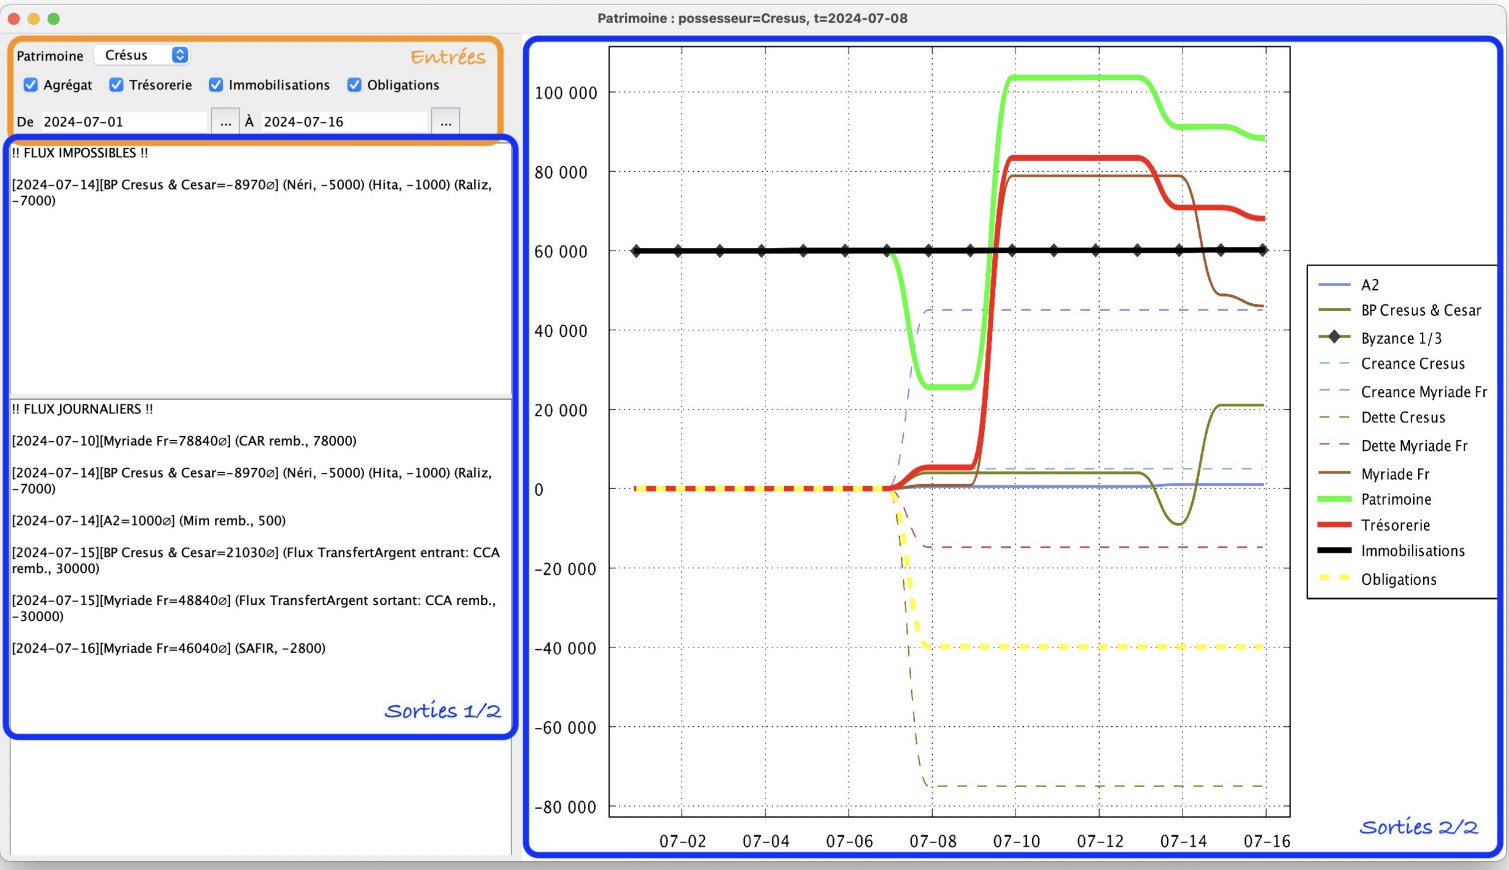 Patrimoine : possesseur=Cresus, t=2024-07-08
Patrimoine Crésus Entrées
Agrégat Trésorerie Immobilisations Obligations
De 2024-07-01 ... À 2024-07-16 ...
!! FLUX IMPOSSIBLES !!
[2024-07-14][BP Cresus & Cesar=-8970∅] (Néri, -5000) (Hita, -1000) (Raliz,
-7000)
!! FLUX JOURNALIERS !!
[2024-07-10][Myriade Fr=78840∅] (CAR remb., 78000)
[2024-07-14][BP Cresus & Cesar=-8970∅] (Néri, -5000) (Hita, -1000) (Raliz,
-7000)
[2024-07-14][A2=1000∅] (Mim remb., 500)
[2024-07-15][BP Cresus & Cesar=21030∅] (Flux TransfertArgent entrant: CCA
remb., 30000)
[2024-07-15][Myriade Fr=48840∅] (Flux TransfertArgent sortant: CCA remb.,
-30000)
[2024-07-16][Myriade Fr=46040∅] (SAFIR, -2800)
Sorties 1/2
100 000
80 000
60 000
40 000
20 000
0
-20 000
-40 000
-60 000
-80 000
07-02 07-04 07-06 07-08 07-10 07-12 07-14 07-16
A2
BP Cresus & Cesar
Byzance 1/3
Creance Cresus
Creance Myriade Fr
Dette Cresus
Dette Myriade Fr
Myriade Fr
Patrimoine
Trésorerie
Immobilisations
Obligations
Sorties 2/2